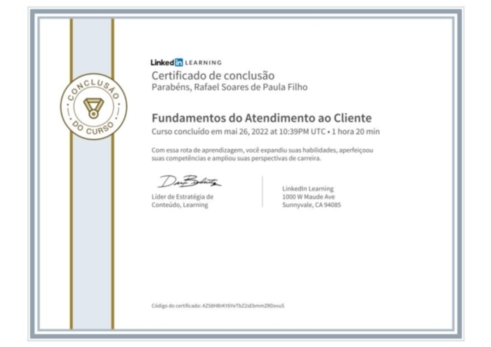 CONCLUSÃO
DO CURSO
LinkedIn LEARNING
Certificado de conclusão
Parabéns, Rafael Soares de Paula Filho
Fundamentos do Atendimento ao Cliente
Curso concluído em mai 26, 2022 at 10:39PM UTC • 1 hora 20 min
Com essa rota de aprendizagem, você expandiu suas habilidades, aperfeiçoou
suas competências e ampliou suas perspectivas de carreira.
Líder de Estratégia de
Conteúdo, Learning
LinkedIn Learning
1000 W Maude Ave
Sunnyvale, CA 94085
Código do certificado: